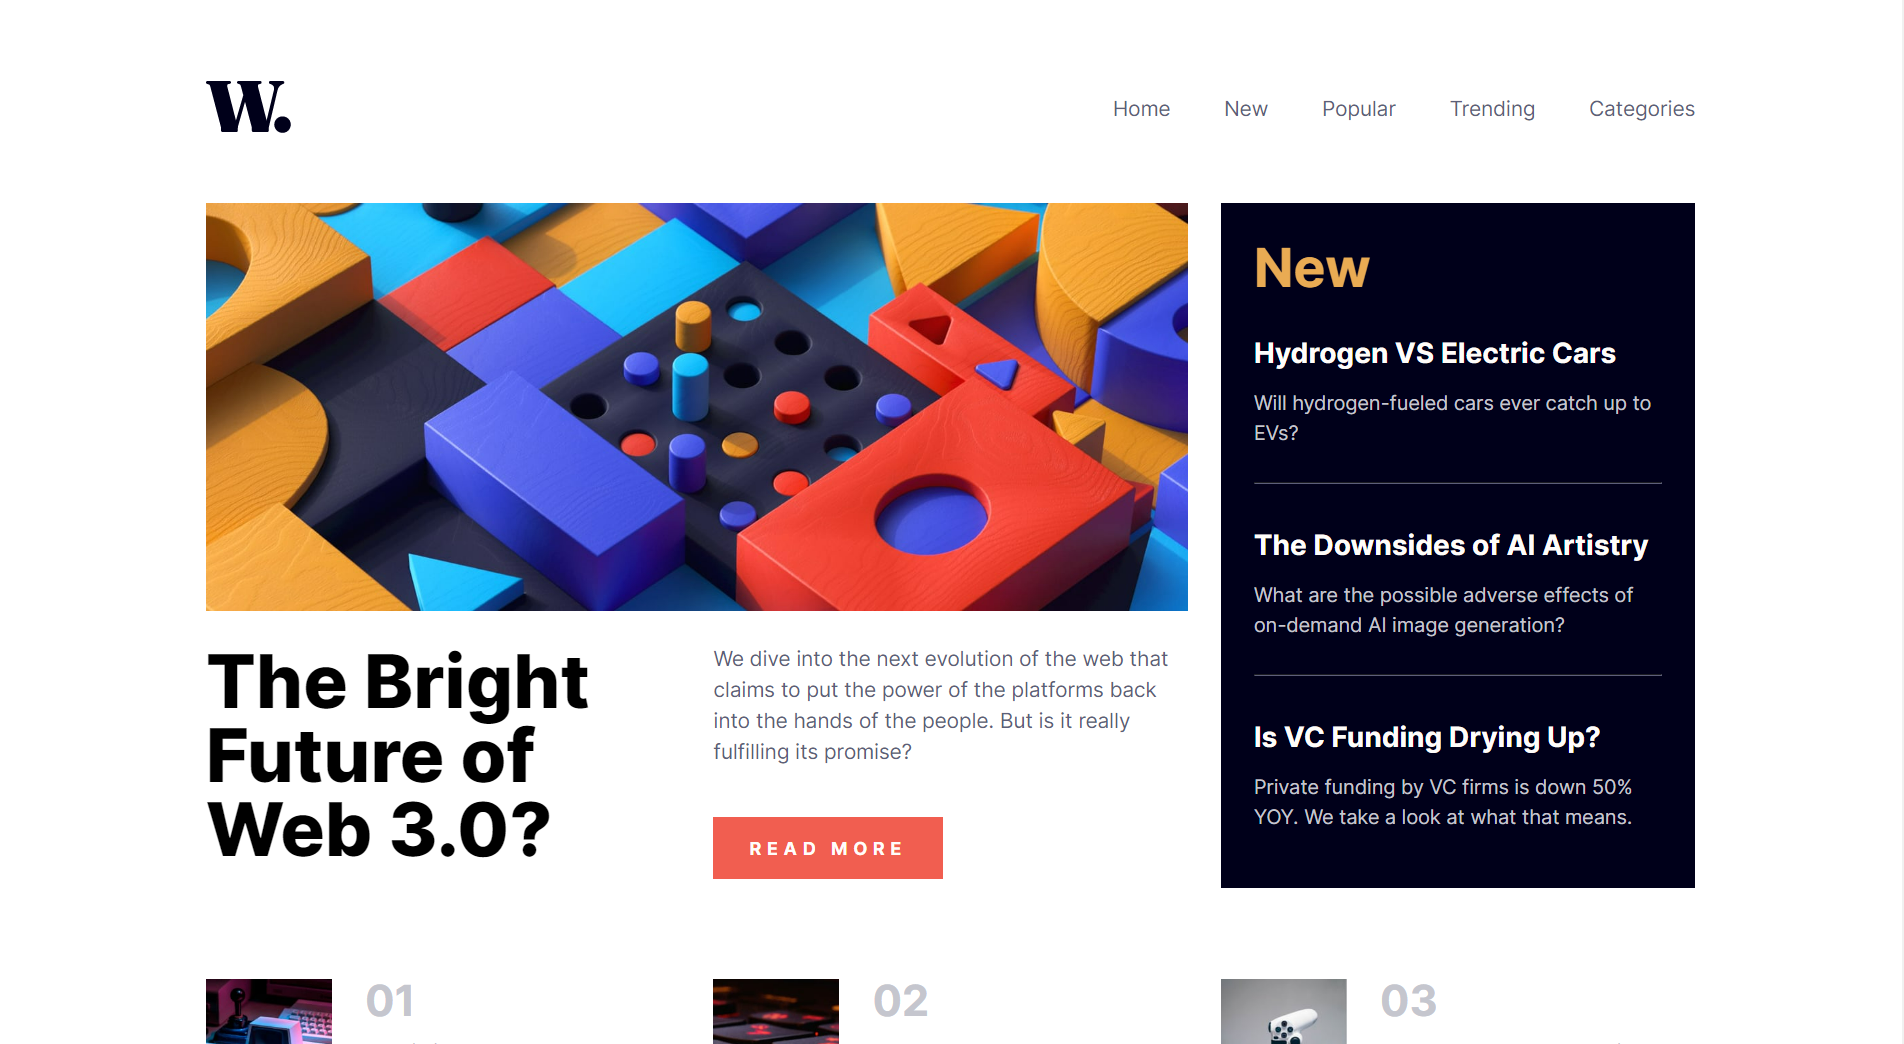 W.
Home
New
Popular
Trending
Categories
The Bright
Future of
Web 3.0?
We dive into the next evolution of the web that
claims to put the power of the platforms back
into the hands of the people. But is it really
fulfilling its promise?
READ MORE
New
Hydrogen VS Electric Cars
Will hydrogen-fueled cars ever catch up to
EVs?
The Downsides of AI Artistry
What are the possible adverse effects of
on-demand AI image generation?
Is VC Funding Drying Up?
Private funding by VC firms is down 50%
YOY. We take a look at what that means.
01
02
03